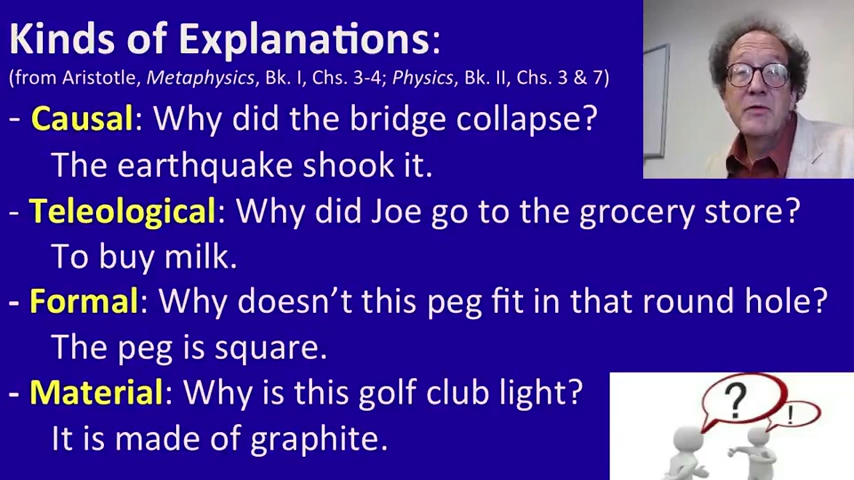 Kinds of Explanations:
(from Aristotle, Metaphysics, Bk. I, Chs. 3-4; Physics, Bk. II, Chs. 3 & 7)
- Causal: Why did the bridge collapse?
The earthquake shook it.
- Teleological: Why did Joe go to the grocery store?
To buy milk.
- Formal: Why doesn't this peg fit in that round hole?
The peg is square.
- Material: Why is this golf club light?
It is made of graphite.
?
!